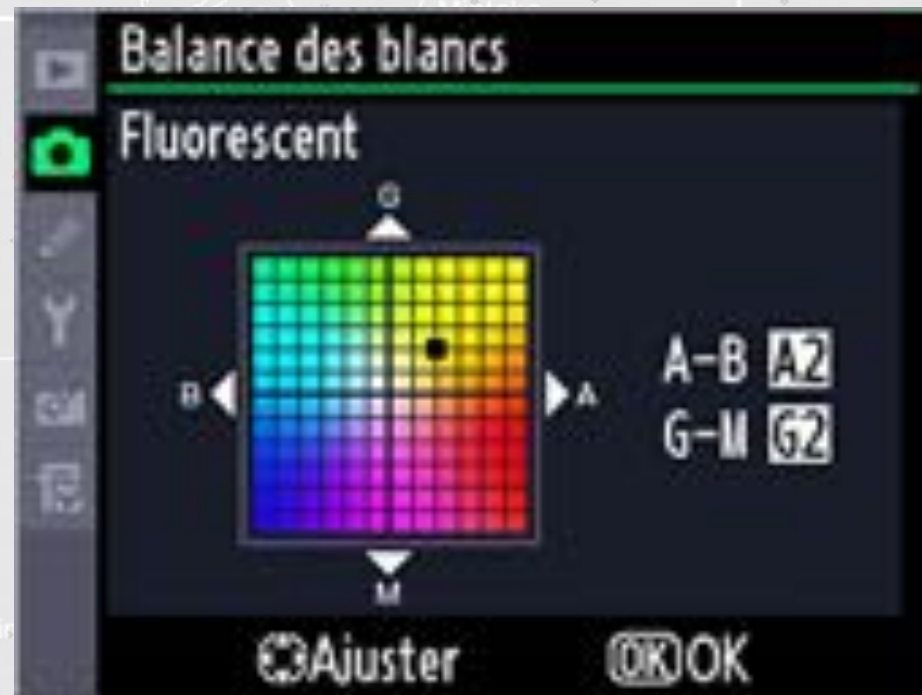 Balance des blancs
Fluorescent
G
B
A
A-B A2
G-M G2
M
Ajuster
OK OK